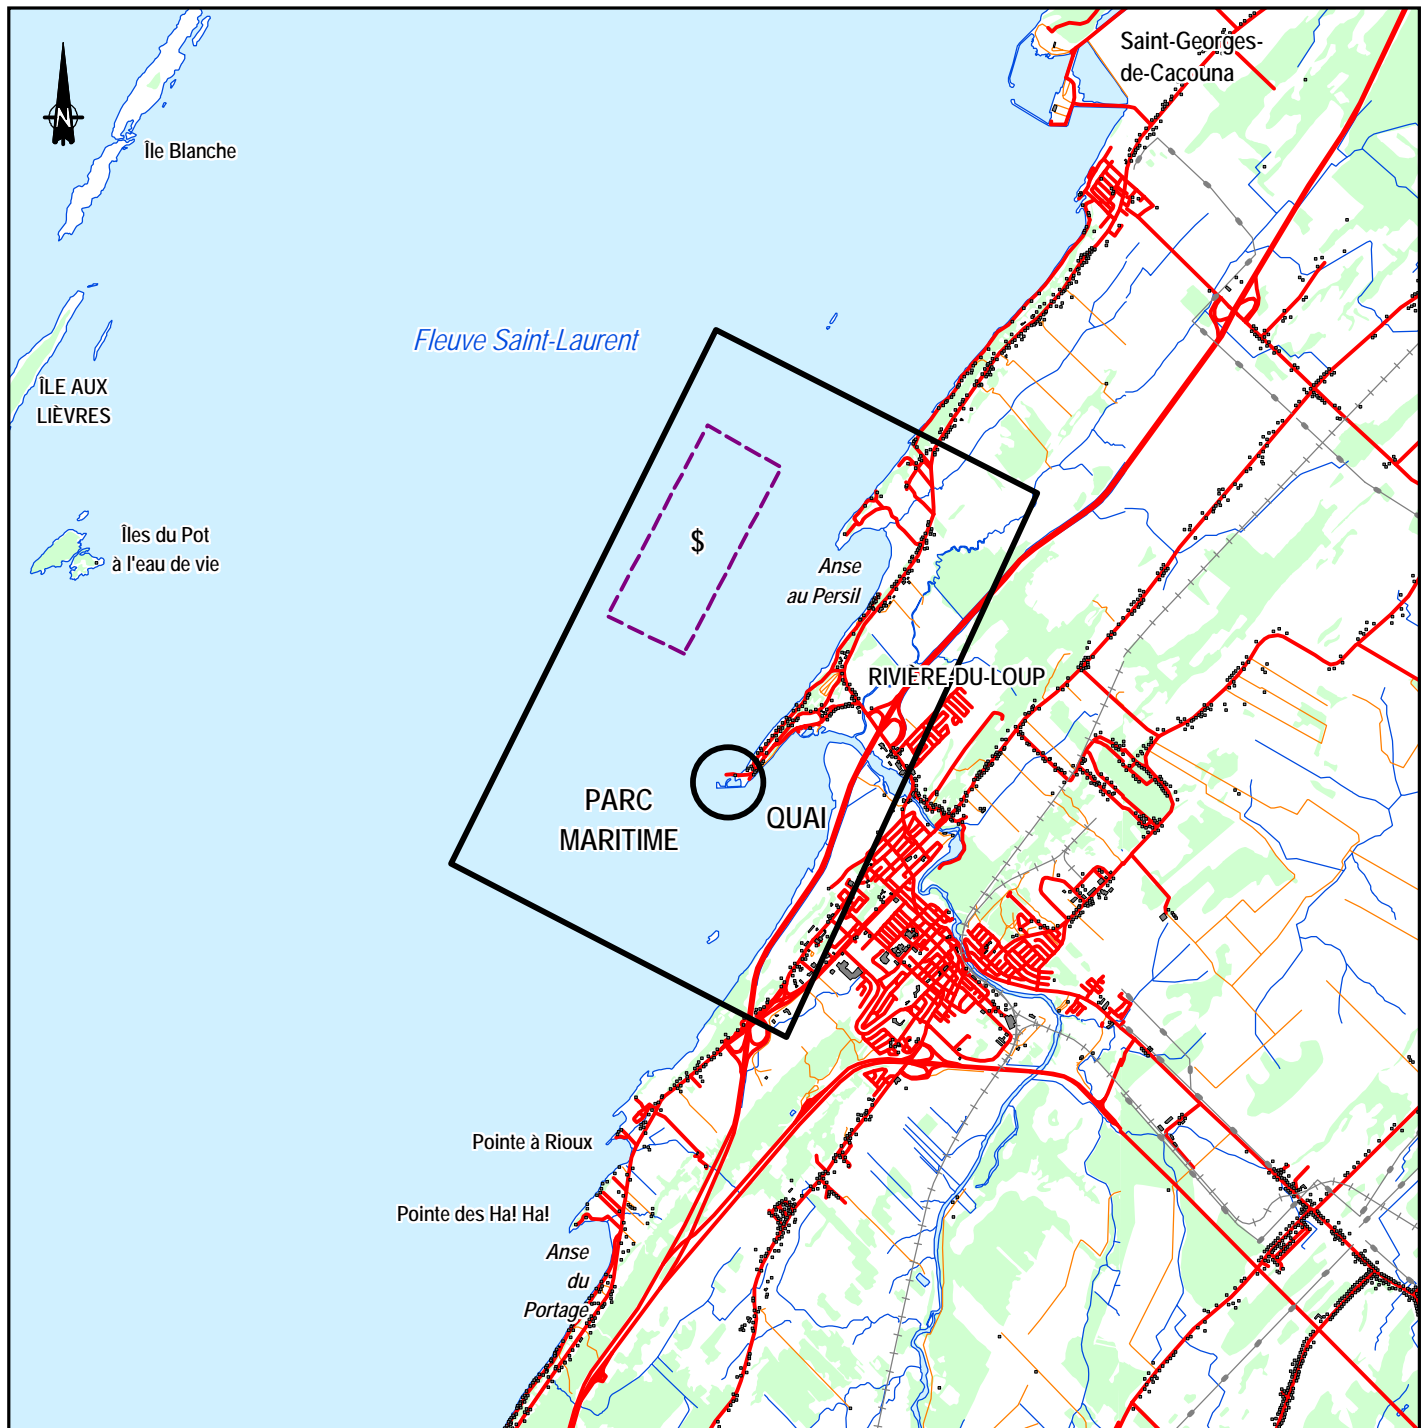 Saint-Georges-
de-Cacouna
N
Île Blanche
Fleuve Saint-Laurent
ÎLE AUX
LIÈVRES
Îles du Pot
à l'eau de vie
$
Anse
au Persil
RIVIÈRE-DU-LOUP
PARC
MARITIME
QUAI
Pointe à Rioux
Pointe des Ha! Ha!
Anse
du
Portage